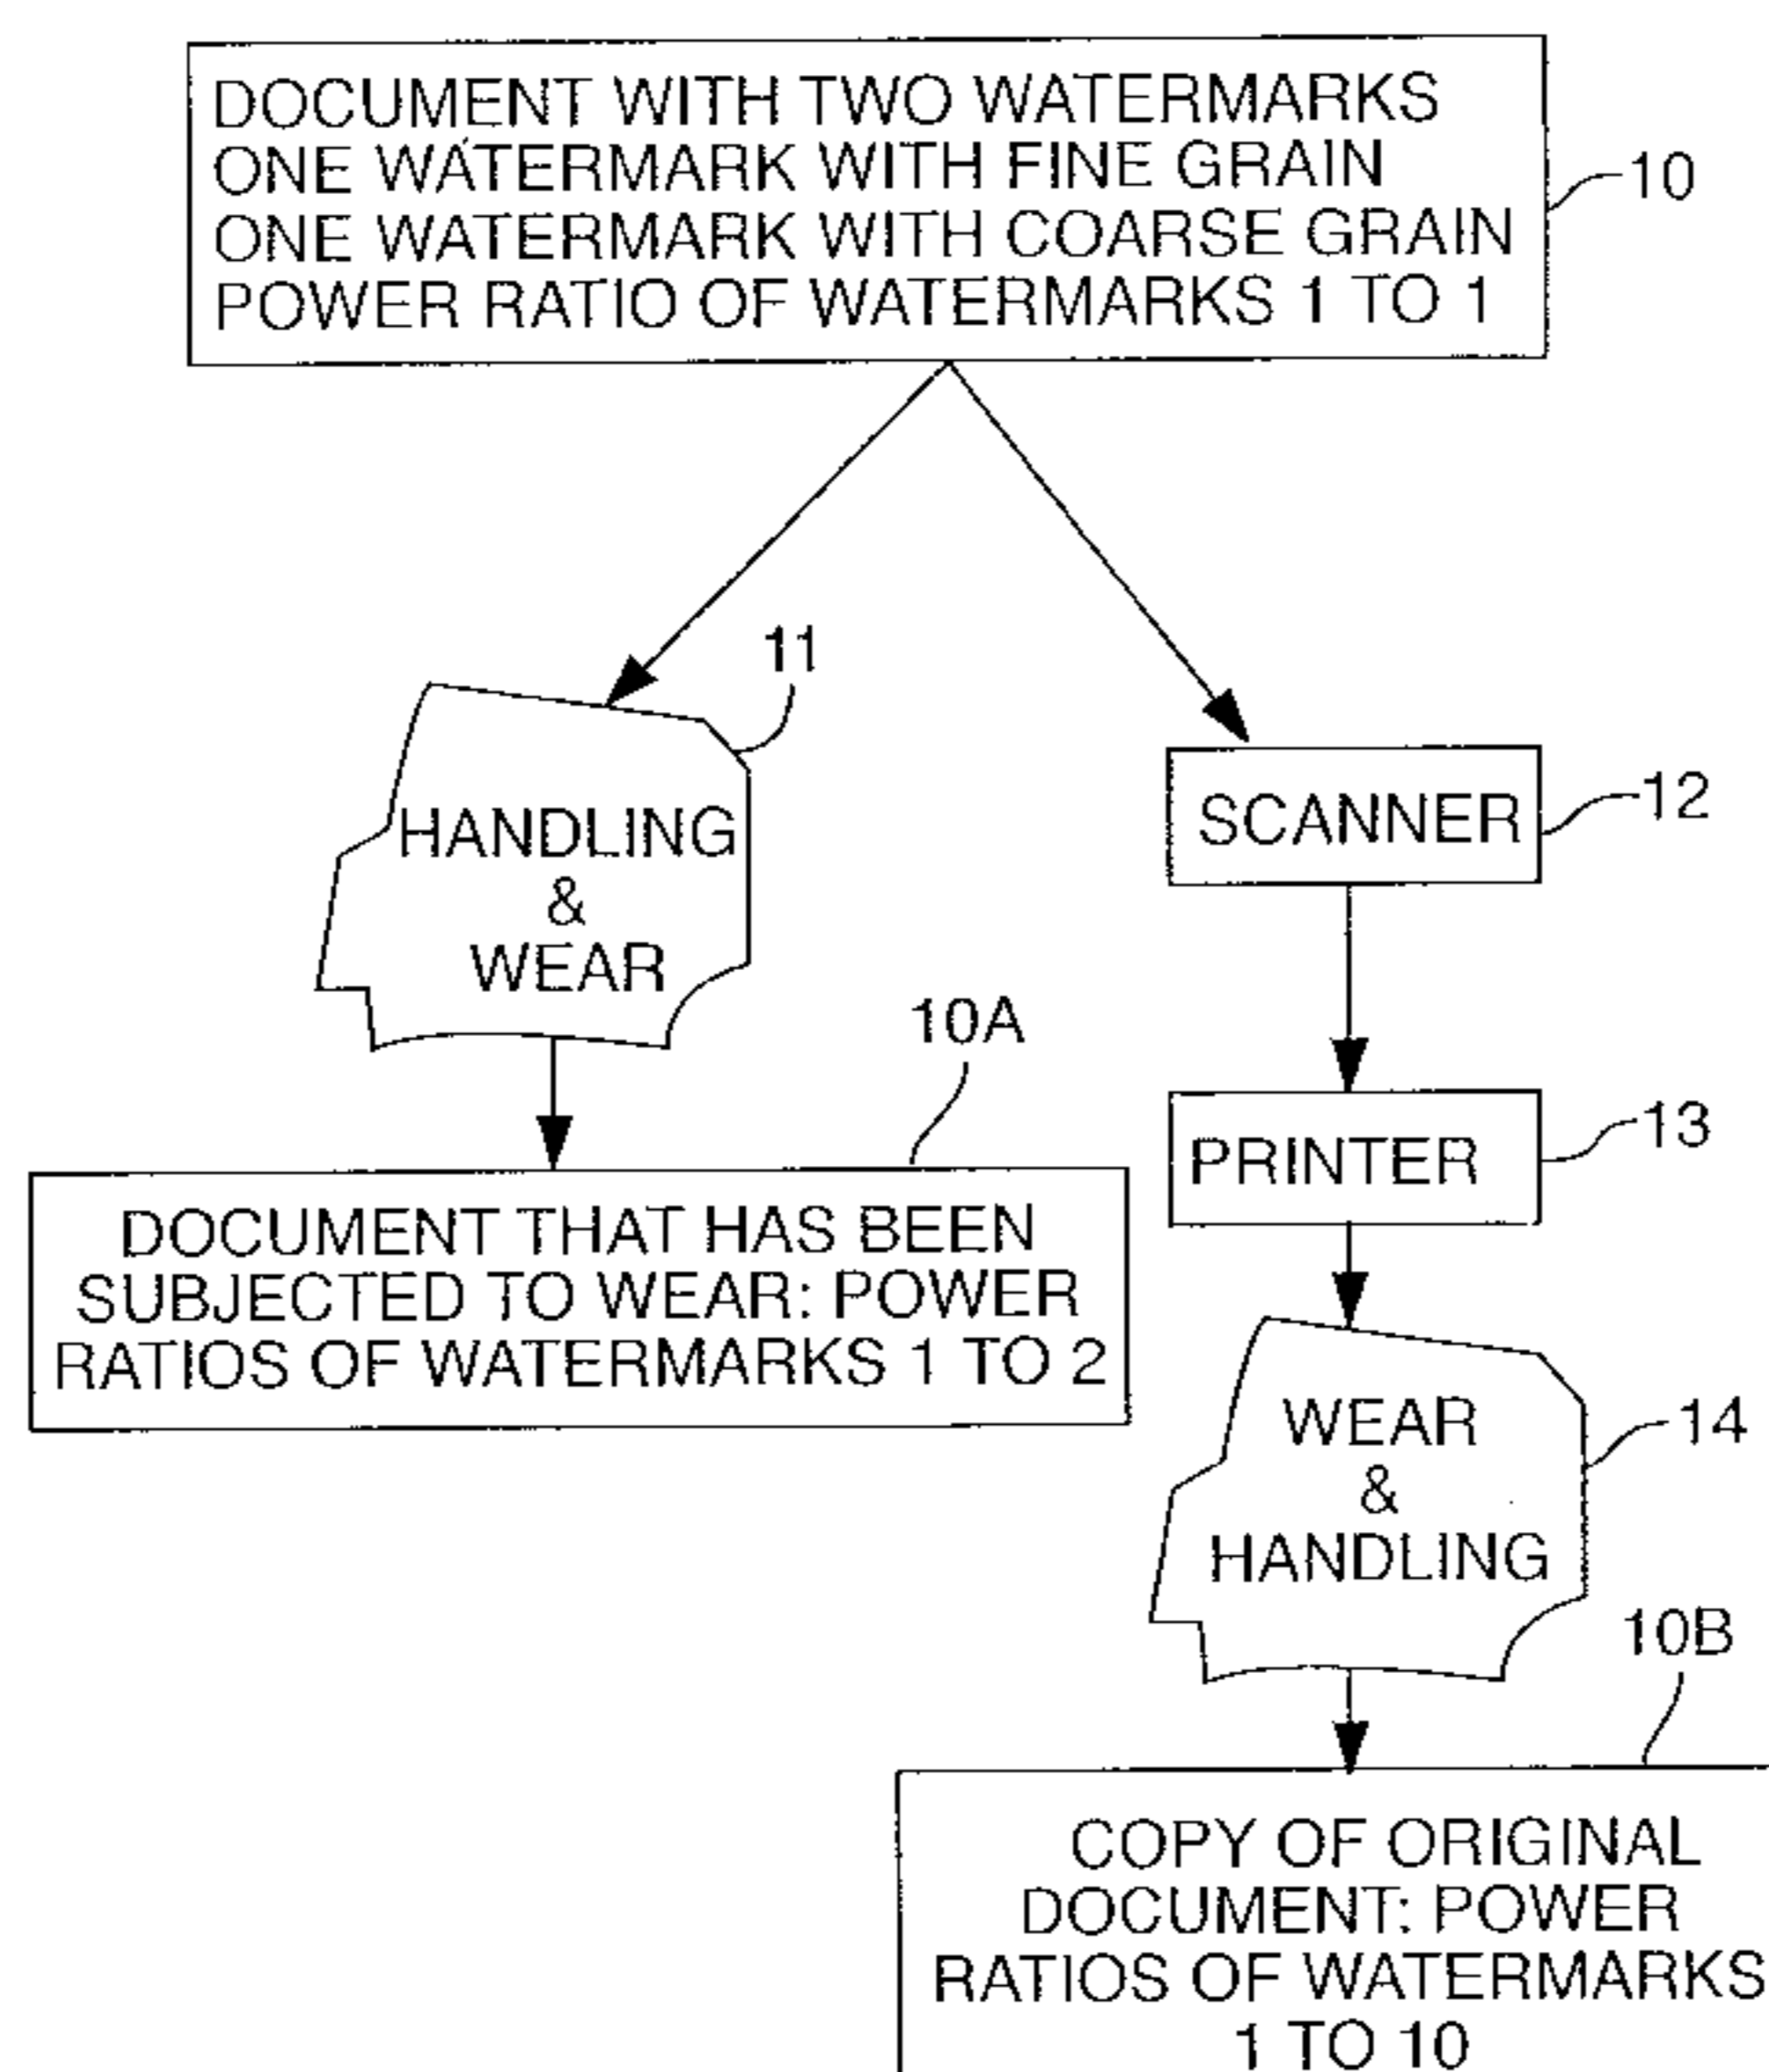 DOCUMENT WITH TWO WATERMARKS
ONE WATERMARK WITH FINE GRAIN
ONE WATERMARK WITH COARSE GRAIN
POWER RATIO OF WATERMARKS 1 TO 1
10
11
HANDLING
&
WEAR
SCANNER
12
10A
PRINTER
13
DOCUMENT THAT HAS BEEN
SUBJECTED TO WEAR: POWER
RATIOS OF WATERMARKS 1 TO 2
WEAR
&
HANDLING
14
10B
COPY OF ORIGINAL
DOCUMENT: POWER
RATIOS OF WATERMARKS
1 TO 10